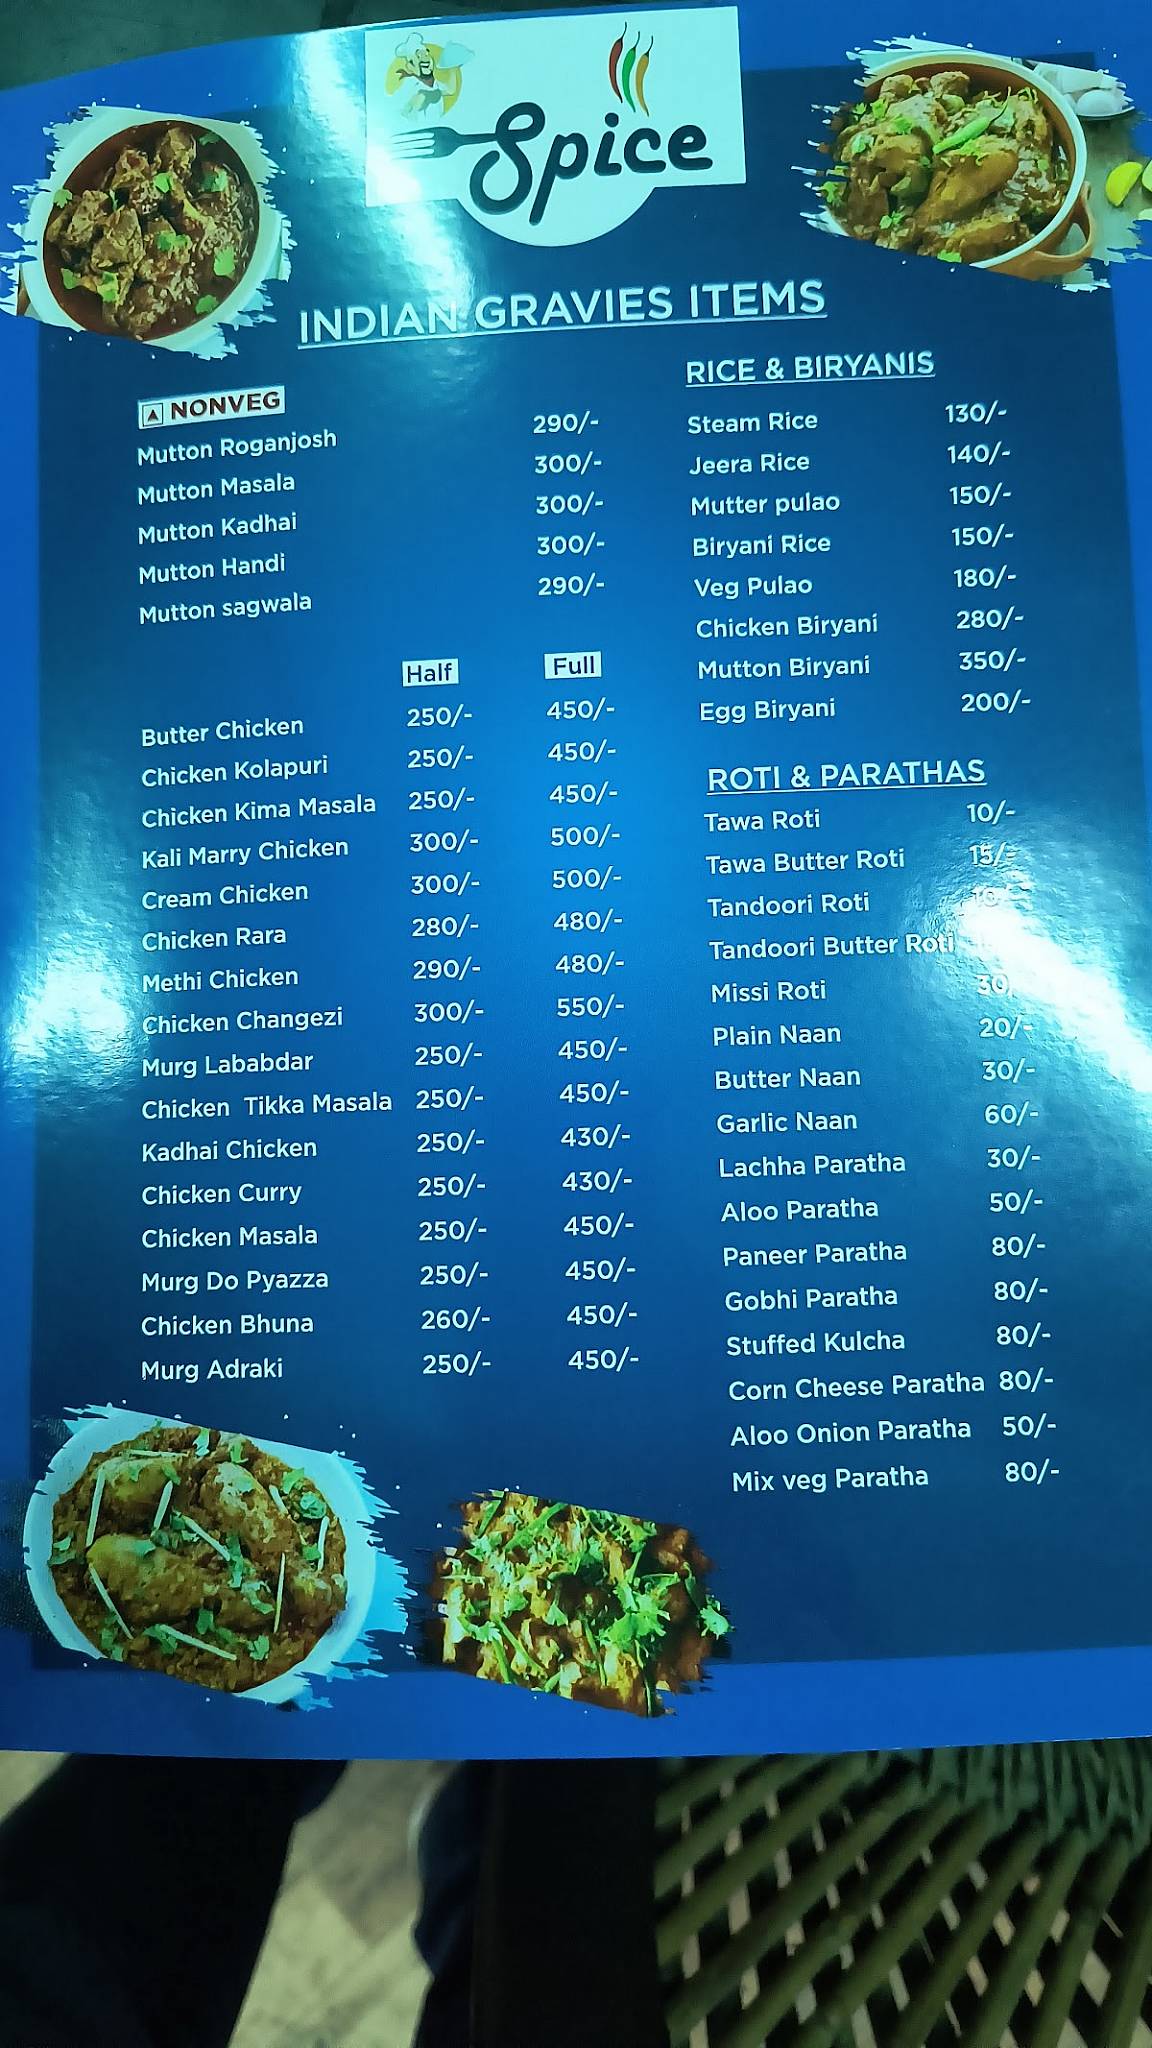 Spice
INDIAN GRAVIES ITEMS
NONVEG
Mutton Roganjosh 290/-
Mutton Masala 300/-
Mutton Kadhai 300/-
Mutton Handi 300/-
Mutton sagwala 290/-
Half Full
Butter Chicken 250/- 450/-
Chicken Kolapuri 250/- 450/-
Chicken Kima Masala 250/- 450/-
Kali Marry Chicken 300/- 500/-
Cream Chicken 300/- 500/-
Chicken Rara 280/- 480/-
Methi Chicken 290/- 480/-
Chicken Changezi 300/- 550/-
Murg Lababdar 250/- 450/-
Chicken Tikka Masala 250/- 450/-
Kadhai Chicken 250/- 430/-
Chicken Curry 250/- 430/-
Chicken Masala 250/- 450/-
Murg Do Pyazza 250/- 450/-
Chicken Bhuna 260/- 450/-
Murg Adraki 250/- 450/-
RICE & BIRYANIS
Steam Rice 130/-
Jeera Rice 140/-
Mutter pulao 150/-
Biryani Rice 150/-
Veg Pulao 180/-
Chicken Biryani 280/-
Mutton Biryani 350/-
Egg Biryani 200/-
ROTI & PARATHAS
Tawa Roti 10/-
Tawa Butter Roti 15/-
Tandoori Roti
Tandoori Butter Roti
Missi Roti 30/
Plain Naan 20/-
Butter Naan 30/-
Garlic Naan 60/-
Lachha Paratha 30/-
Aloo Paratha 50/-
Paneer Paratha 80/-
Gobhi Paratha 80/-
Stuffed Kulcha 80/-
Corn Cheese Paratha 80/-
Aloo Onion Paratha 50/-
Mix veg Paratha 80/-